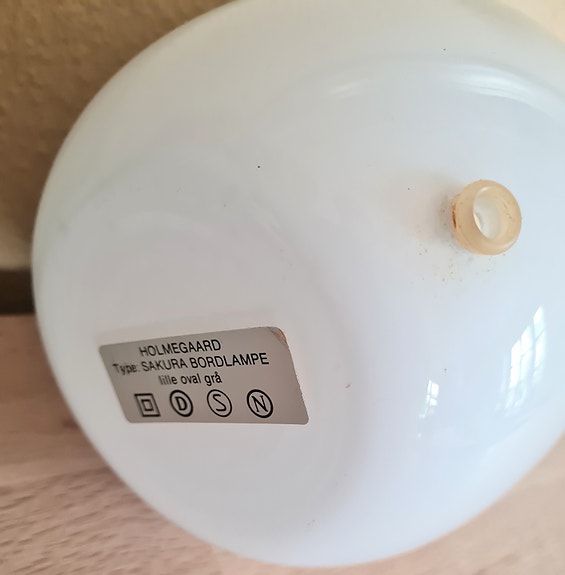 HOLMEGAARD
Type: SAKURA BORDLAMPE
lille oval grå
D S N